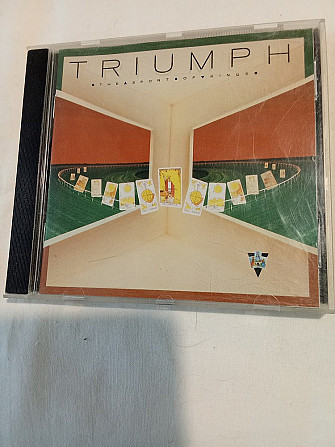 TRIUMPH
THE SPORT OF KINGS